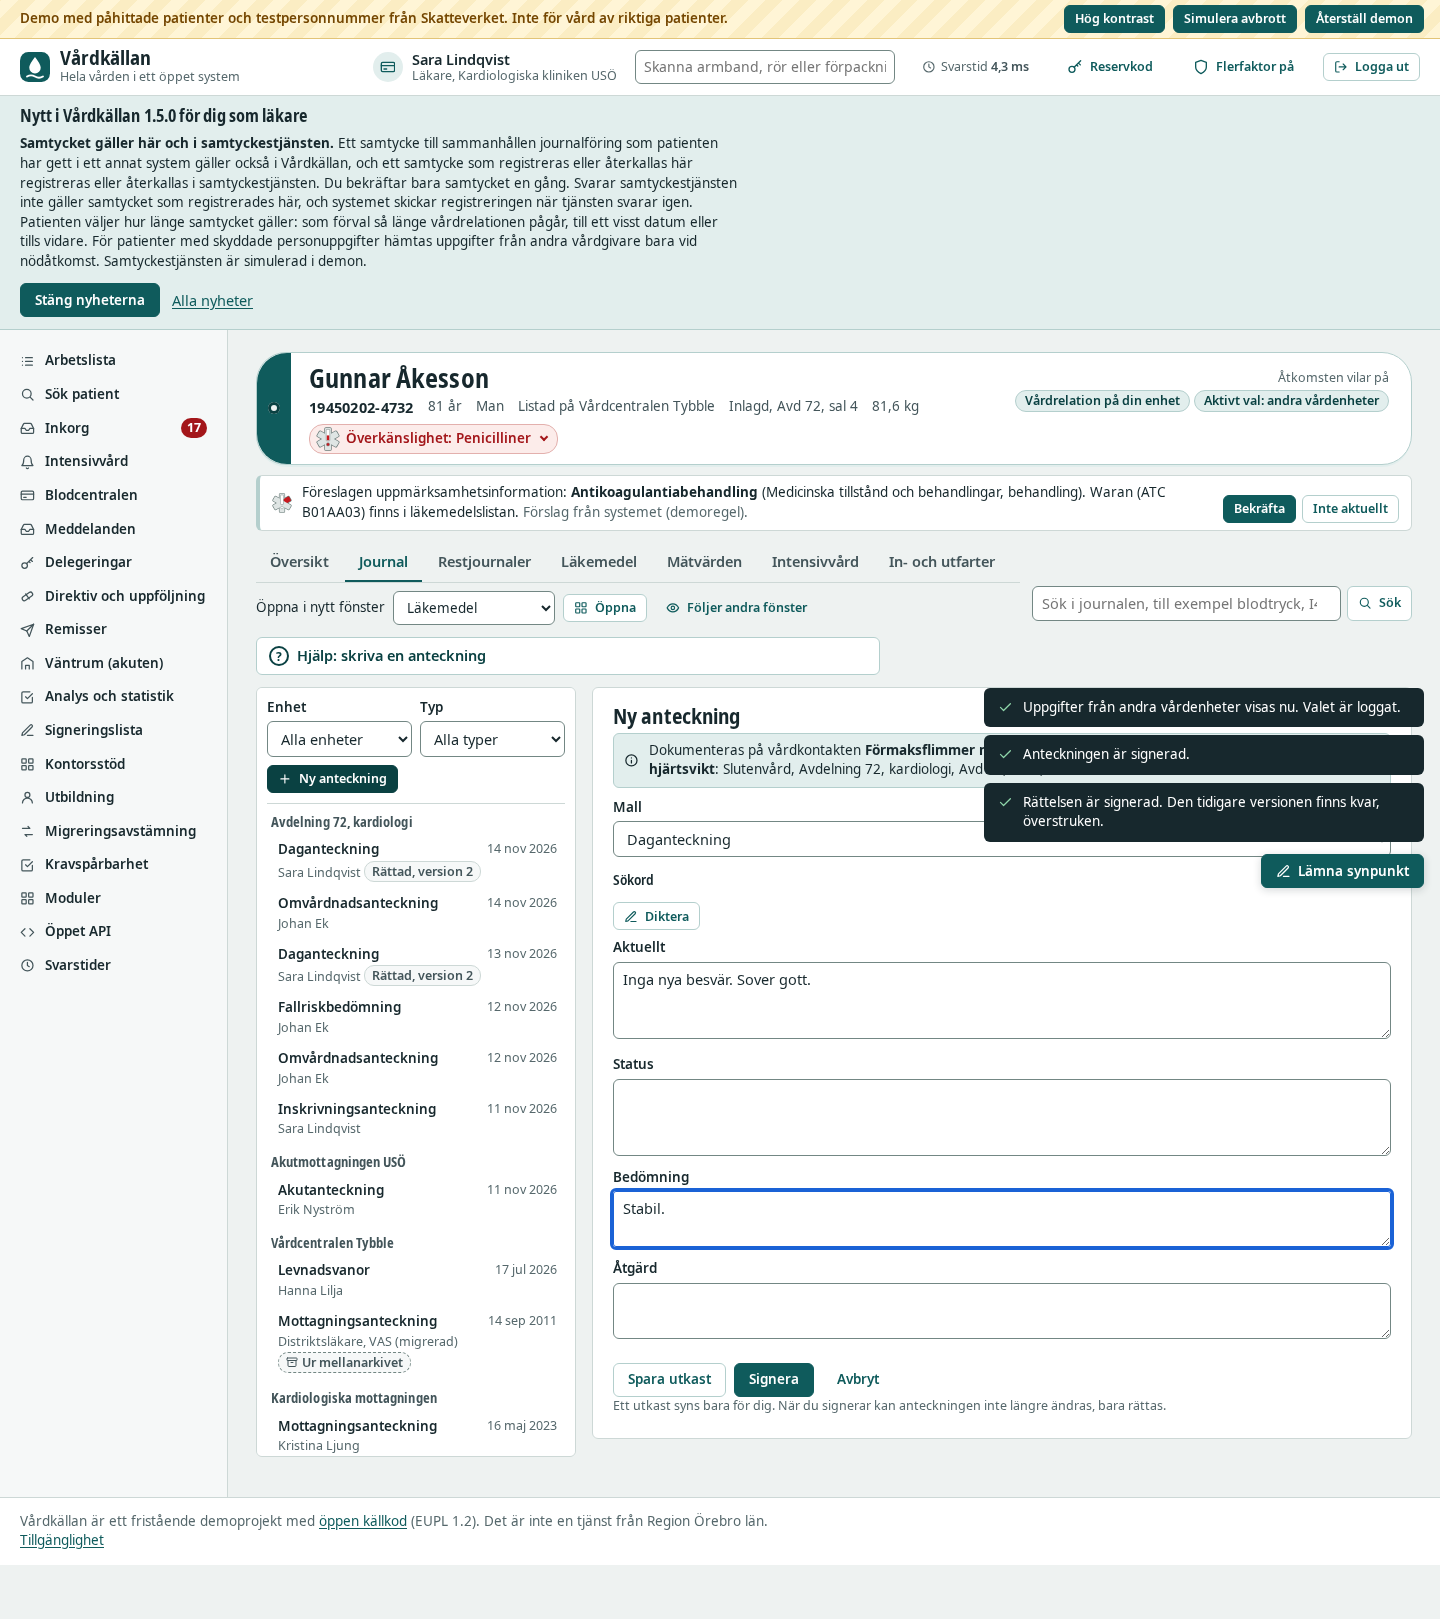 Demo med påhittade patienter och testpersonnummer från Skatteverket. Inte för vård av riktiga patienter.
Hög kontrast
Simulera avbrott
Återställ demon
Vårdkällan
Hela vården i ett öppet system
Sara Lindqvist
Läkare, Kardiologiska kliniken USÖ
Skanna armband, rör eller förpackni
Svarstid 4,3 ms
Reservkod
Flerfaktor på
Logga ut
Nytt i Vårdkällan 1.5.0 för dig som läkare
Samtycket gäller här och i samtyckestjänsten. Ett samtycke till sammanhållen journalföring som patienten
har gett i ett annat system gäller också i Vårdkällan, och ett samtycke som registreras eller återkallas här
registreras eller återkallas i samtyckestjänsten. Du bekräftar bara samtycket en gång. Svarar samtyckestjänsten
inte gäller samtycket som registrerades här, och systemet skickar registreringen när tjänsten svarar igen.
Patienten väljer hur länge samtycket gäller: som förval så länge vårdrelationen pågår, till ett visst datum eller
tills vidare. För patienter med skyddade personuppgifter hämtas uppgifter från andra vårdgivare bara vid
nödåtkomst. Samtyckestjänsten är simulerad i demon.
Stäng nyheterna
Alla nyheter
Arbetslista
Sök patient
Inkorg
17
Intensivvård
Blodcentralen
Meddelanden
Delegeringar
Direktiv och uppföljning
Remisser
Väntrum (akuten)
Analys och statistik
Signeringslista
Kontorsstöd
Utbildning
Migreringsavstämning
Kravspårbarhet
Moduler
Öppet API
Svarstider
Gunnar Åkesson
19450202-4732
81 år
Man
Listad på Vårdcentralen Tybble
Inlagd, Avd 72, sal 4
81,6 kg
Överkänslighet: Penicilliner
Åtkomsten vilar på
Vårdrelation på din enhet
Aktivt val: andra vårdenheter
Föreslagen uppmärksamhetsinformation: Antikoagulantiabehandling (Medicinska tillstånd och behandlingar, behandling). Waran (ATC
B01AA03) finns i läkemedelslistan. Förslag från systemet (demoregel).
Bekräfta
Inte aktuellt
Översikt
Journal
Restjournaler
Läkemedel
Mätvärden
Intensivvård
In- och utfarter
Öppna i nytt fönster
Läkemedel
Öppna
Följer andra fönster
Sök i journalen, till exempel blodtryck, I
Sök
Hjälp: skriva en anteckning
Enhet
Typ
Alla enheter
Alla typer
Ny anteckning
Avdelning 72, kardiologi
Daganteckning
14 nov 2026
Sara Lindqvist
Rättad, version 2
Omvårdnadsanteckning
14 nov 2026
Johan Ek
Daganteckning
13 nov 2026
Sara Lindqvist
Rättad, version 2
Fallriskbedömning
12 nov 2026
Johan Ek
Omvårdnadsanteckning
12 nov 2026
Johan Ek
Inskrivningsanteckning
11 nov 2026
Sara Lindqvist
Akutmottagningen USÖ
Akutanteckning
11 nov 2026
Erik Nyström
Vårdcentralen Tybble
Levnadsvanor
17 jul 2026
Hanna Lilja
Mottagningsanteckning
14 sep 2011
Distriktsläkare, VAS (migrerad)
Ur mellanarkivet
Kardiologiska mottagningen
Mottagningsanteckning
16 maj 2023
Kristina Ljung
Ny anteckning
Dokumenteras på vårdkontakten Förmaksflimmer
hjärtsvikt: Slutenvård, Avdelning 72, kardiologi,
Uppgifter från andra vårdenheter visas nu. Valet är loggat.
Anteckningen är signerad.
Rättelsen är signerad. Den tidigare versionen finns kvar,
överstruken.
Mall
Daganteckning
Lämna synpunkt
Sökord
Diktera
Aktuellt
Inga nya besvär. Sover gott.
Status
Bedömning
Stabil.
Åtgärd
Spara utkast
Signera
Avbryt
Ett utkast syns bara för dig. När du signerar kan anteckningen inte längre ändras, bara rättas.
Vårdkällan är ett fristående demoprojekt med öppen källkod (EUPL 1.2). Det är inte en tjänst från Region Örebro län.
Tillgänglighet